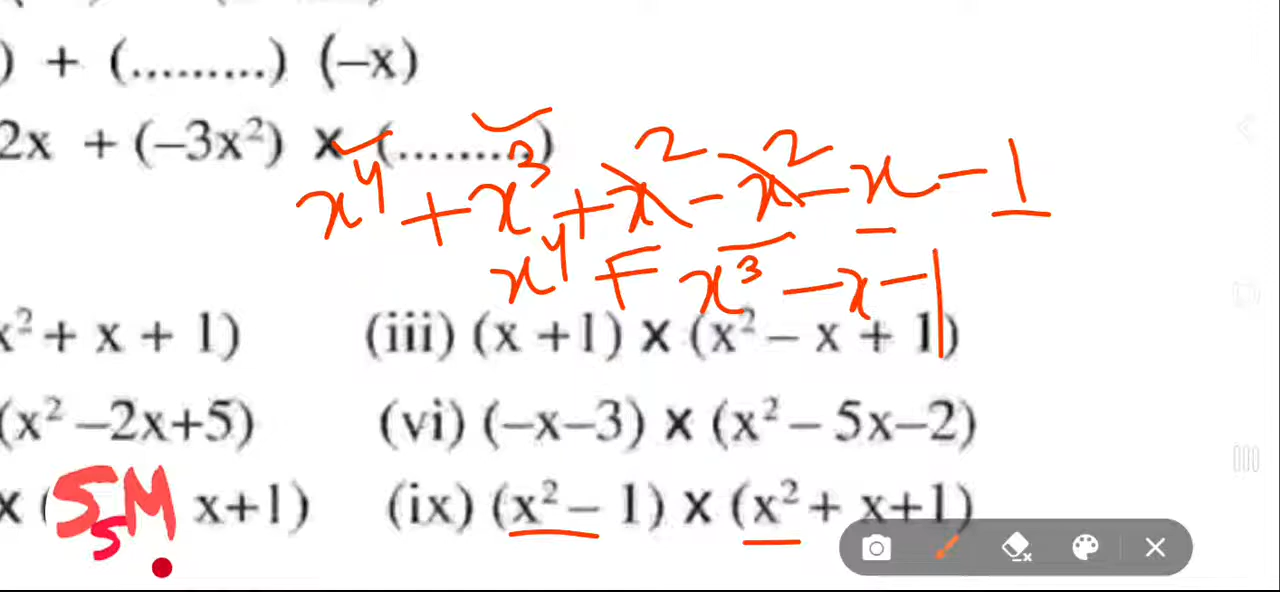 ) + (.........) (–x)
2x + (–3x²) × (.........)
x⁴ + x³ + x² - x² - x - 1
x⁴ + x³ - x - 1
x² + x + 1)
(iii) (x +1) × (x² – x + 1)
(x² –2x+5)
(vi) (–x–3) × (x² – 5x–2)
× (
SM
S
x+1)
(ix) (x² – 1) × (x² + x+1)